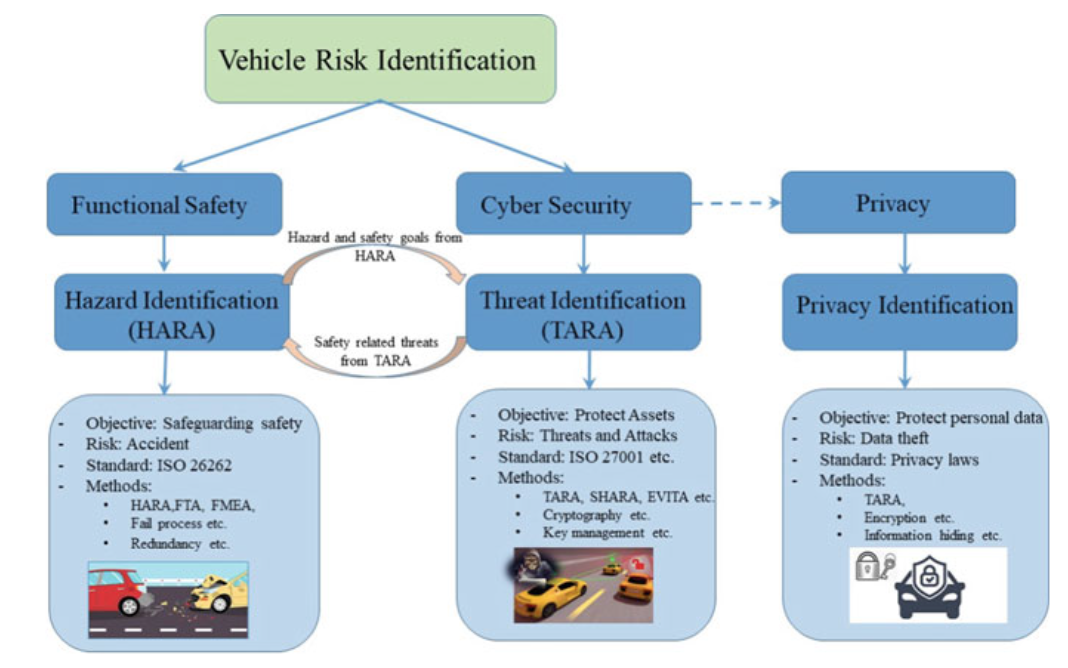 Vehicle Risk Identification
Functional Safety
Cyber Security
Privacy
Hazard and safety goals from
HARA
Hazard Identification
(HARA)
Threat Identification
(TARA)
Privacy Identification
Safety related threats
from TARA
- Objective: Safeguarding safety
- Risk: Accident
- Standard: ISO 26262
- Methods:
• HARA,FTA, FMEA,
• Fail process etc.
• Redundancy etc.
- Objective: Protect Assets
- Risk: Threats and Attacks
- Standard: ISO 27001 etc.
- Methods:
• TARA, SHARA, EVITA etc.
• Cryptography etc.
• Key management etc.
- Objective: Protect personal data
- Risk: Data theft
- Standard: Privacy laws
- Methods:
• TARA,
• Encryption etc.
• Information hiding etc.